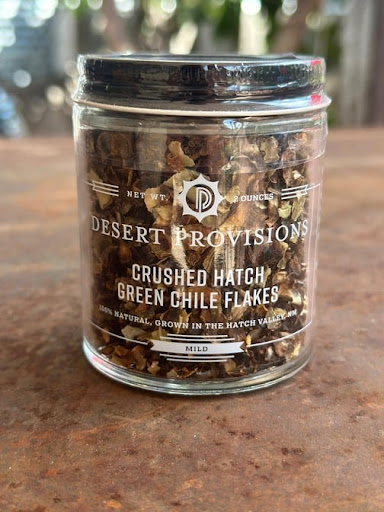 NET WT. 2 OUNCES
DESERT PROVISIONS
CRUSHED HATCH
GREEN CHILE FLAKES
100% NATURAL, GROWN IN THE HATCH VALLEY, NM
MILD